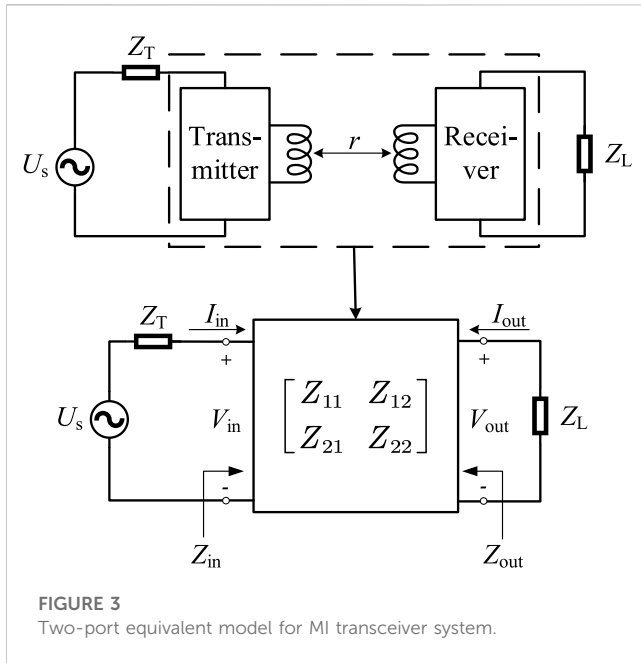 Z_T
U_s
Trans-
mitter
r
Recei-
ver
Z_L
Z_T
I_in
I_out
+
+
U_s
V_in
Z_11 Z_12
Z_21 Z_22
V_out
Z_L
-
-
Z_in
Z_out
FIGURE 3
Two-port equivalent model for MI transceiver system.